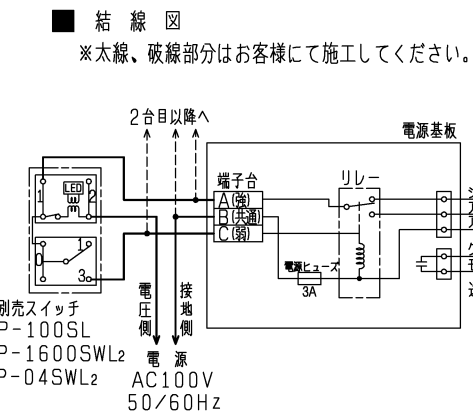 ■ 結線図
※太線、破線部分はお客様にて施工してください。
2台目以降へ
電源基板
端子台
リレー
A(強)
B(共通)
C(弱)
LED
1
2
0
1
3
電源ヒューズ
3A
電圧側
接地側
電源
AC100V
50/60Hz
別売スイッチ
P-100SL
P-1600SWL2
P-04SWL2